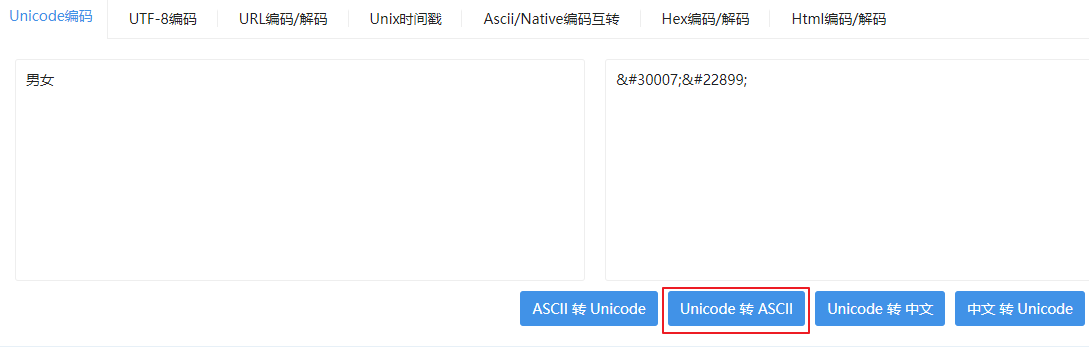 Unicode编码 UTF-8编码 URL编码/解码 Unix时间戳 Ascii/Native编码互转 Hex编码/解码 Html编码/解码
男女 &#30007;&#22899;
ASCII 转 Unicode Unicode 转 ASCII Unicode 转 中文 中文 转 Unicode